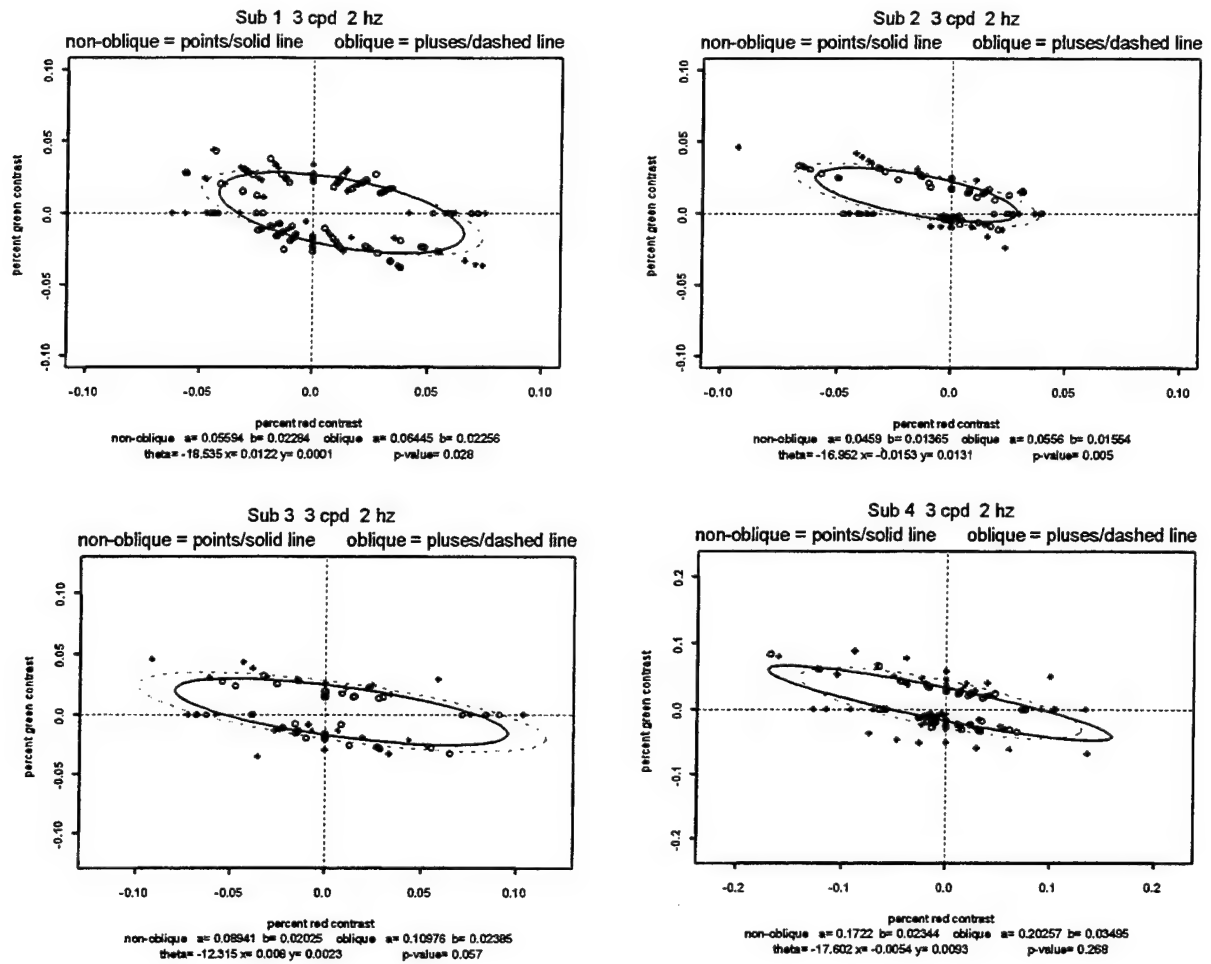 Sub 1 3 cpd 2 hz
non-oblique = points/solid line oblique = pluses/dashed line
percent green contrast
0.10
0.05
0.0
-0.05
-0.10
-0.10 -0.05 0.0 0.05 0.10
percent red contrast
non-oblique a= 0.05594 b= 0.02284 oblique a= 0.06445 b= 0.02256
theta= -18.535 x= 0.0122 y= 0.0001 p-value= 0.028
Sub 2 3 cpd 2 hz
non-oblique = points/solid line oblique = pluses/dashed line
percent green contrast
0.10
0.05
0.0
-0.05
-0.10
-0.10 -0.05 0.0 0.05 0.10
percent red contrast
non-oblique a= 0.0459 b= 0.01365 oblique a= 0.0556 b= 0.01554
theta= -16.952 x= -0.0153 y= 0.0131 p-value= 0.005
Sub 3 3 cpd 2 hz
non-oblique = points/solid line oblique = pluses/dashed line
percent green contrast
0.10
0.05
0.0
-0.05
-0.10
-0.10 -0.05 0.0 0.05 0.10
percent red contrast
non-oblique a= 0.08941 b= 0.02025 oblique a= 0.10976 b= 0.02385
theta= -12.315 x= 0.008 y= 0.0023 p-value= 0.057
Sub 4 3 cpd 2 hz
non-oblique = points/solid line oblique = pluses/dashed line
percent green contrast
0.2
0.1
0.0
-0.1
-0.2
-0.2 -0.1 0.0 0.1 0.2
percent red contrast
non-oblique a= 0.1722 b= 0.02344 oblique a= 0.20257 b= 0.03495
theta= -17.602 x= -0.0054 y= 0.0093 p-value= 0.268